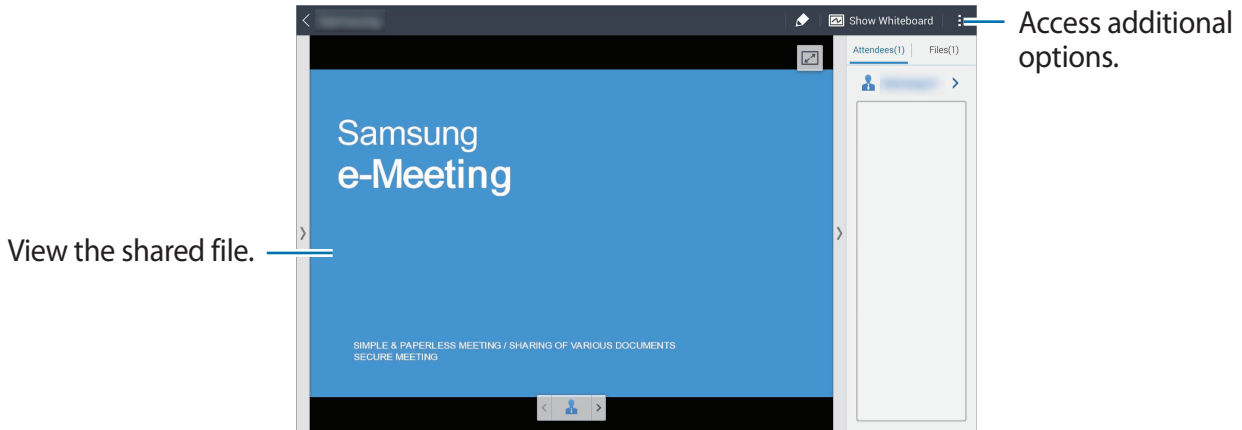 Show Whiteboard
Access additional
options.
Attendees(1) Files(1)
Samsung
e-Meeting
View the shared file.
SIMPLE & PAPERLESS MEETING / SHARING OF VARIOUS DOCUMENTS
SECURE MEETING